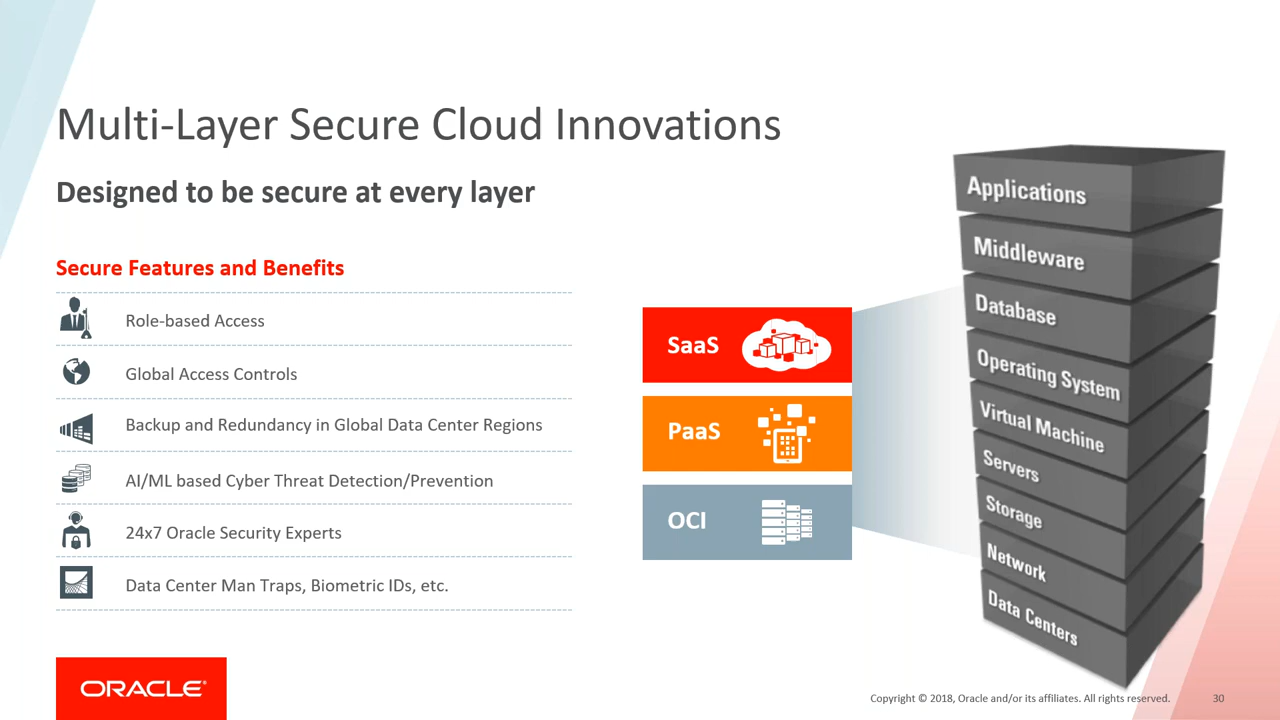 Multi-Layer Secure Cloud Innovations
Designed to be secure at every layer
Secure Features and Benefits
Role-based Access
Global Access Controls
Backup and Redundancy in Global Data Center Regions
AI/ML based Cyber Threat Detection/Prevention
24x7 Oracle Security Experts
Data Center Man Traps, Biometric IDs, etc.
SaaS
PaaS
OCI
Applications
Middleware
Database
Operating System
Virtual Machine
Servers
Storage
Network
Data Centers
ORACLE®
Copyright © 2018, Oracle and/or its affiliates. All rights reserved.
30